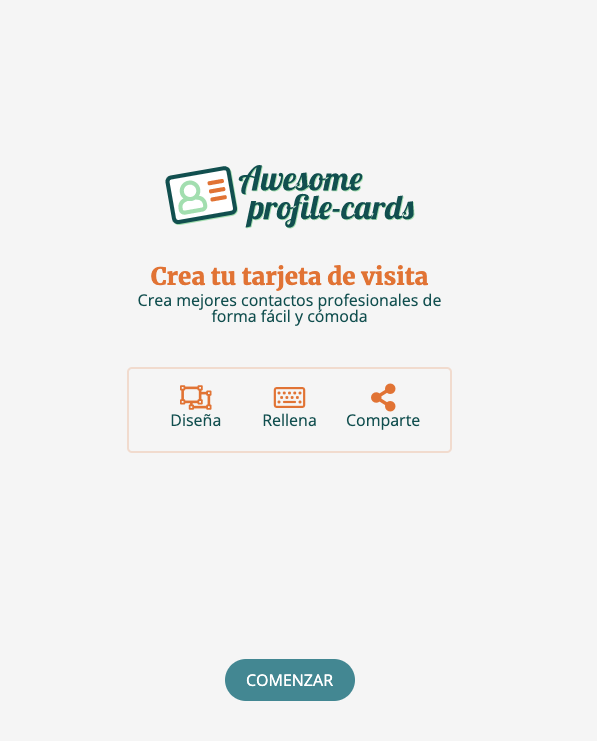 Awesome
profile-cards
Crea tu tarjeta de visita
Crea mejores contactos profesionales de
forma fácil y cómoda
Diseña
Rellena
Comparte
COMENZAR